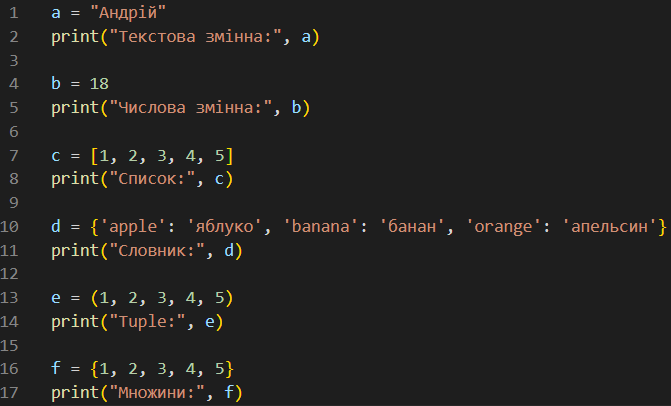 1 a = "Андрій"
2 print("Текстова змінна:", a)
3
4 b = 18
5 print("Числова змінна:", b)
6
7 c = [1, 2, 3, 4, 5]
8 print("Список:", c)
9
10 d = {'apple': 'яблуко', 'banana': 'банан', 'orange': 'апельсин'}
11 print("Словник:", d)
12
13 e = (1, 2, 3, 4, 5)
14 print("Tuple:", e)
15
16 f = {1, 2, 3, 4, 5}
17 print("Множини:", f)